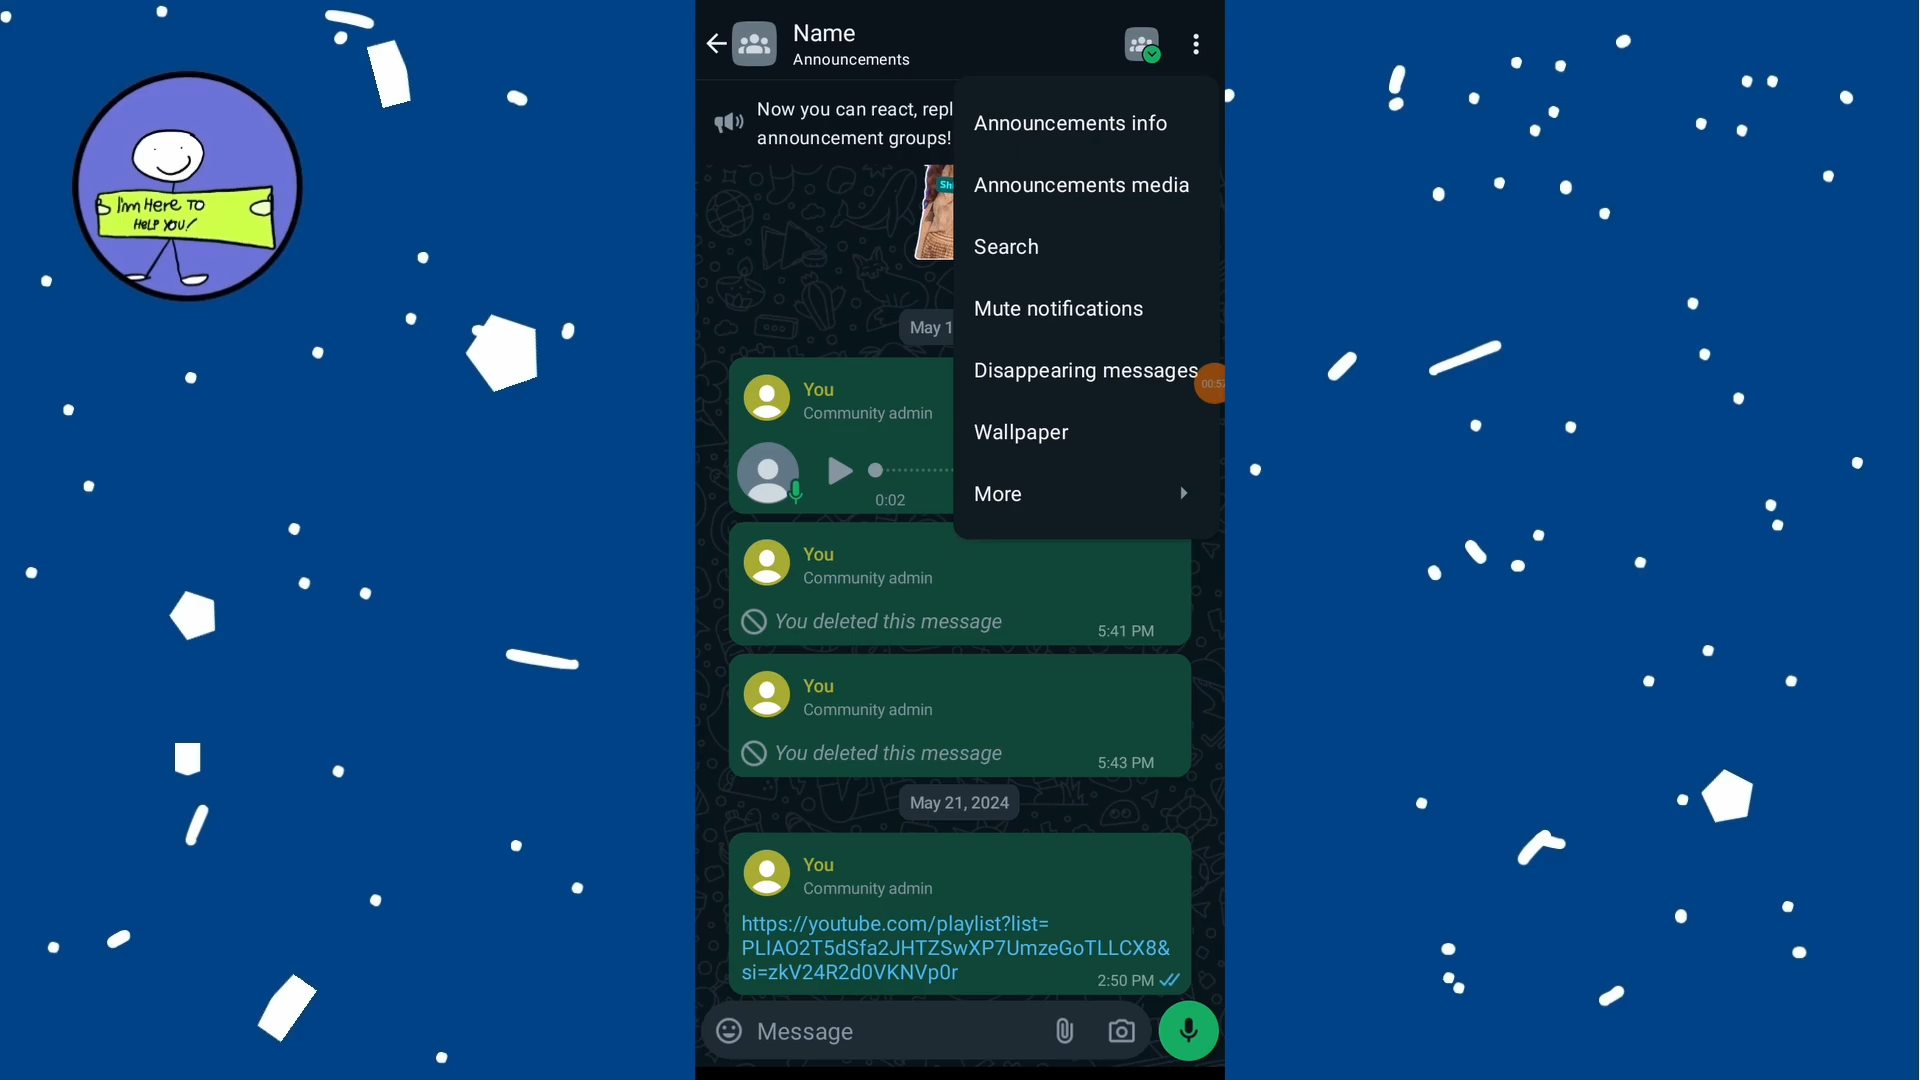 I'm HERE TO
HELP YOU!
Name
Announcements
Now you can react, repl
announcement groups!
Announcements info
Announcements media
Search
Mute notifications
Disappearing messages
Wallpaper
More
Sh
May 1
00:57
You
Community admin
0:02
You
Community admin
You deleted this message
5:41 PM
You
Community admin
You deleted this message
5:43 PM
May 21, 2024
You
Community admin
https://youtube.com/playlist?list=
PLIAO2T5dSfa2JHTZSwXP7UmzeGoTLLCX8&
si=zkV24R2d0VKNVp0r
2:50 PM
Message